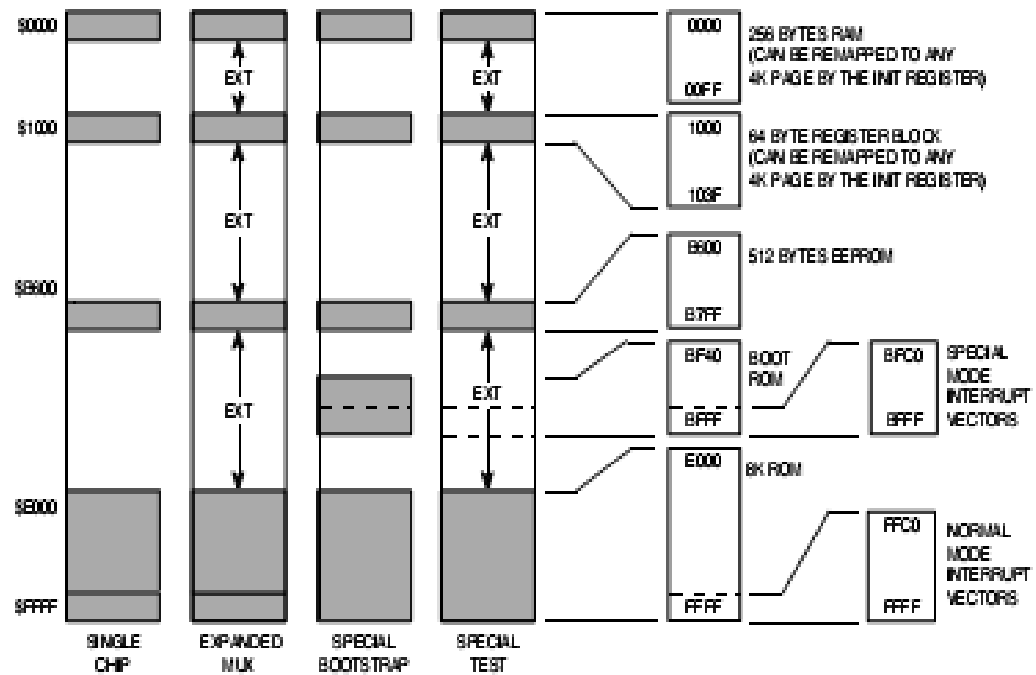 $0000
$1000
$B600
$E000
$FFFF
EXT
EXT
EXT
EXT
EXT
EXT
SINGLE
CHIP
EXPANDED
MUX
SPECIAL
BOOTSTRAP
SPECIAL
TEST
0000
00FF
256 BYTES RAM
(CAN BE REMAPPED TO ANY
4K PAGE BY THE INIT REGISTER)
1000
103F
64 BYTE REGISTER BLOCK
(CAN BE REMAPPED TO ANY
4K PAGE BY THE INIT REGISTER)
B600
B7FF
512 BYTES EEPROM
BF40
BFFF
BOOT
ROM
BFC0
BFFF
SPECIAL
MODE
INTERRUPT
VECTORS
E000
FFFF
8K ROM
FFC0
FFFF
NORMAL
MODE
INTERRUPT
VECTORS